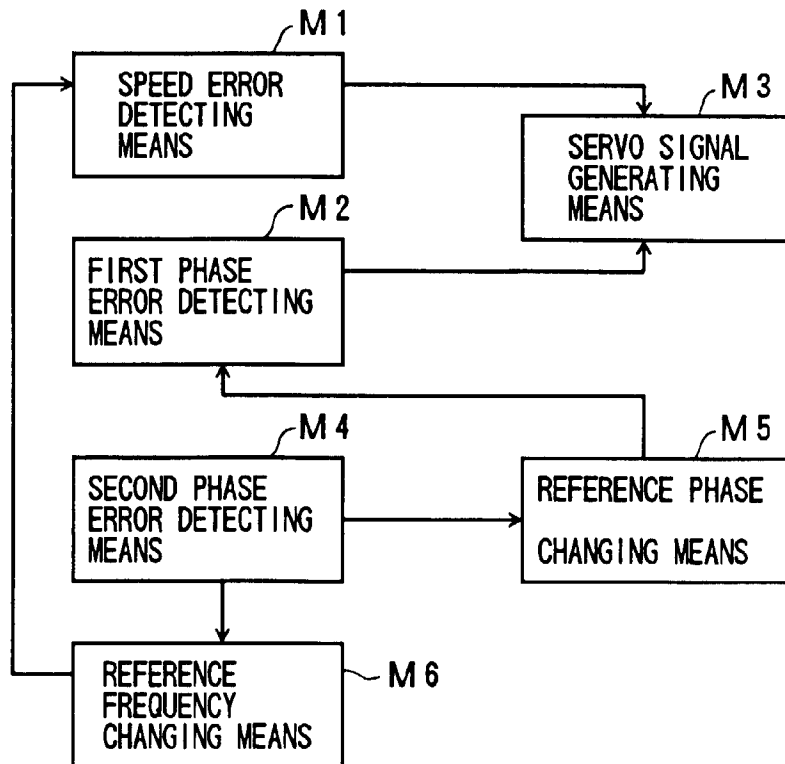 M1
SPEED ERROR
DETECTING
MEANS
M3
SERVO SIGNAL
GENERATING
MEANS
M2
FIRST PHASE
ERROR DETECTING
MEANS
M4
SECOND PHASE
ERROR DETECTING
MEANS
M5
REFERENCE PHASE
CHANGING MEANS
M6
REFERENCE
FREQUENCY
CHANGING MEANS